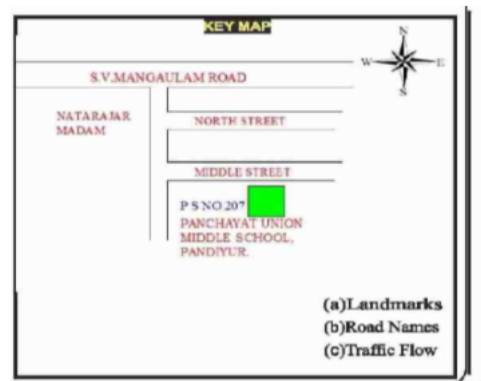 KEY MAP
N
W E
S
S.V.MANGAULAM ROAD
NATARAJAR
MADAM
NORTH STREET
MIDDLE STREET
P S NO.207
PANCHAYAT UNION
MIDDLE SCHOOL,
PANDIYUR.
(a)Landmarks
(b)Road Names
(c)Traffic Flow